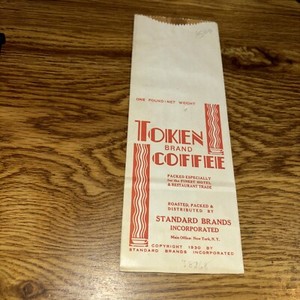 ONE POUND-NET WEIGHT
TOKEN
BRAND
COFFEE
PACKED ESPECIALLY
for the FINEST HOTEL
& RESTAURANT TRADE
ROASTED, PACKED &
DISTRIBUTED BY
STANDARD BRANDS
INCORPORATED
Main Office: New York, N.Y.
COPYRIGHT 1930 BY
STANDARD BRANDS INCORPORATED